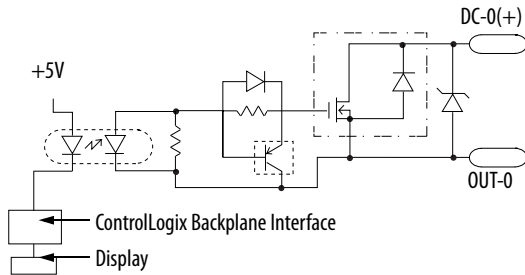 DC-0(+)
+5V
OUT-0
ControlLogix Backplane Interface
Display